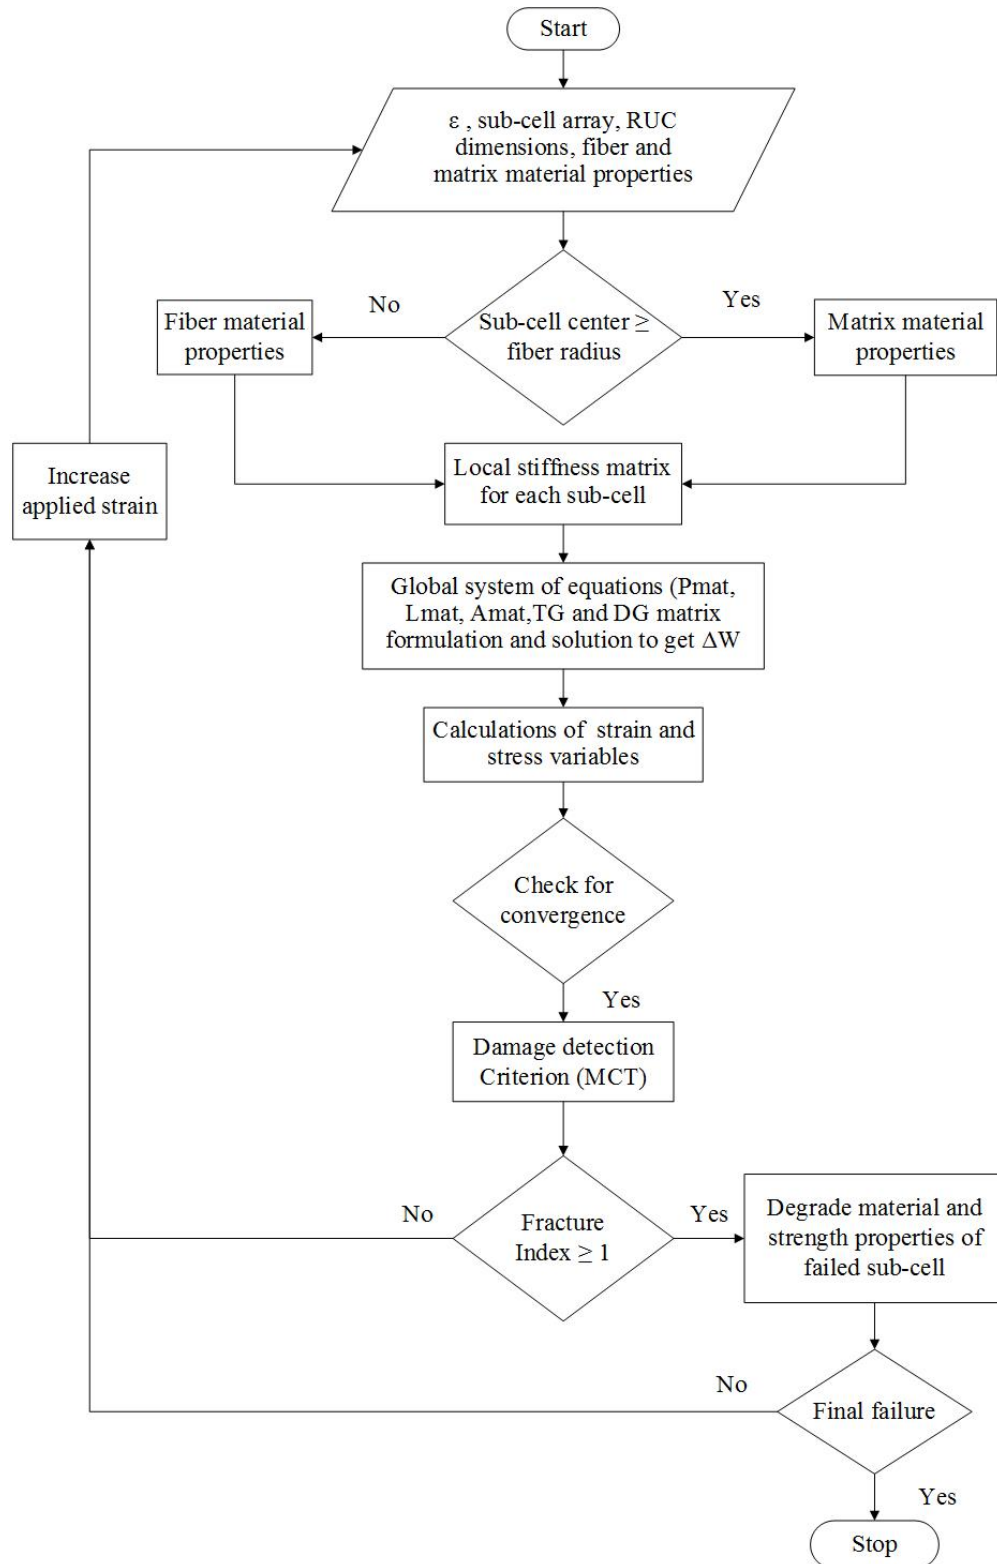 Start
ε , sub-cell array, RUC
dimensions, fiber and
matrix material properties
No
Yes
Fiber material
properties
Sub-cell center ≥
fiber radius
Matrix material
properties
Increase
applied strain
Local stiffness matrix
for each sub-cell
Global system of equations (Pmat,
Lmat, Amat,TG and DG matrix
formulation and solution to get ΔW
Calculations of strain and
stress variables
Check for
convergence
Yes
Damage detection
Criterion (MCT)
No
Fracture
Index ≥ 1
Yes
Degrade material and
strength properties of
failed sub-cell
No
Final failure
Yes
Stop